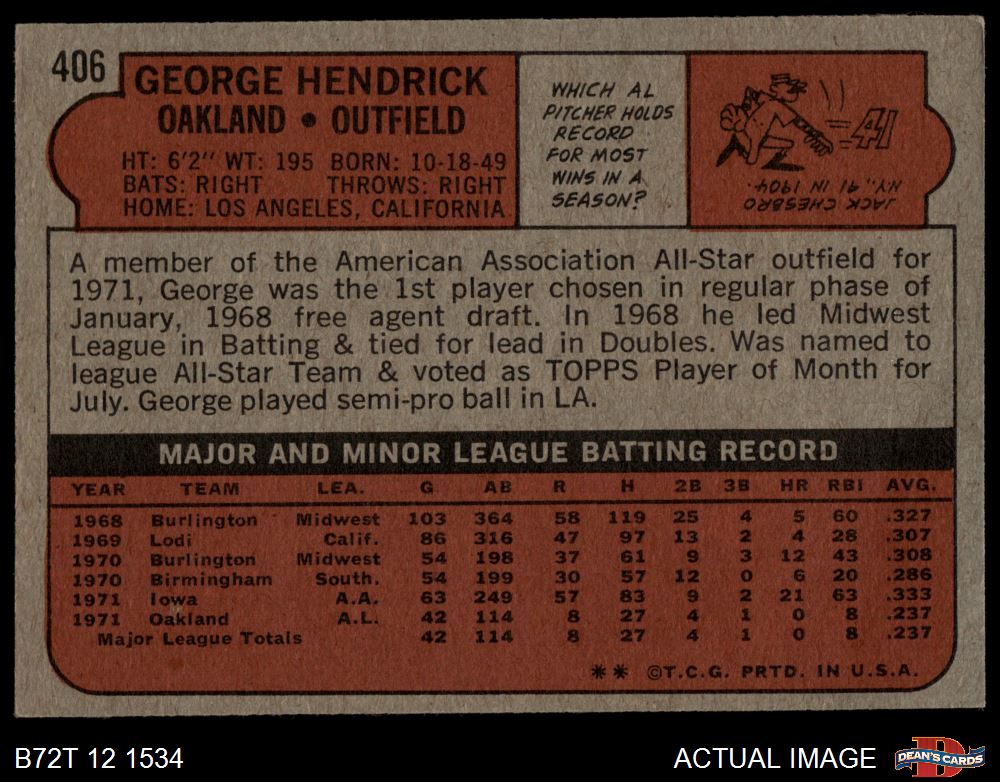 406
GEORGE HENDRICK
OAKLAND • OUTFIELD
HT: 6'2" WT: 195 BORN: 10-18-49
BATS: RIGHT THROWS: RIGHT
HOME: LOS ANGELES, CALIFORNIA
WHICH AL
PITCHER HOLDS
RECORD
FOR MOST
WINS IN A
SEASON?
41
JACK CHESBRO
NY., 41 IN 1904.
A member of the American Association All-Star outfield for
1971, George was the 1st player chosen in regular phase of
January, 1968 free agent draft. In 1968 he led Midwest
League in Batting & tied for lead in Doubles. Was named to
league All-Star Team & voted as TOPPS Player of Month for
July. George played semi-pro ball in LA.
MAJOR AND MINOR LEAGUE BATTING RECORD
YEAR TEAM LEA. G AB R H 2B 3B HR RBI AVG.
1968 Burlington Midwest 103 364 58 119 25 4 5 60 .327
1969 Lodi Calif. 86 316 47 97 13 2 4 28 .307
1970 Burlington Midwest 54 198 37 61 9 3 12 43 .308
1970 Birmingham South. 54 199 30 57 12 0 6 20 .286
1971 Iowa A.A. 63 249 57 83 9 2 21 63 .333
1971 Oakland A.L. 42 114 8 27 4 1 0 8 .237
Major League Totals 42 114 8 27 4 1 0 8 .237
** ©T.C.G. PRTD. IN U.S.A.
B72T 12 1534
ACTUAL IMAGE
D
DEAN'S CARDS